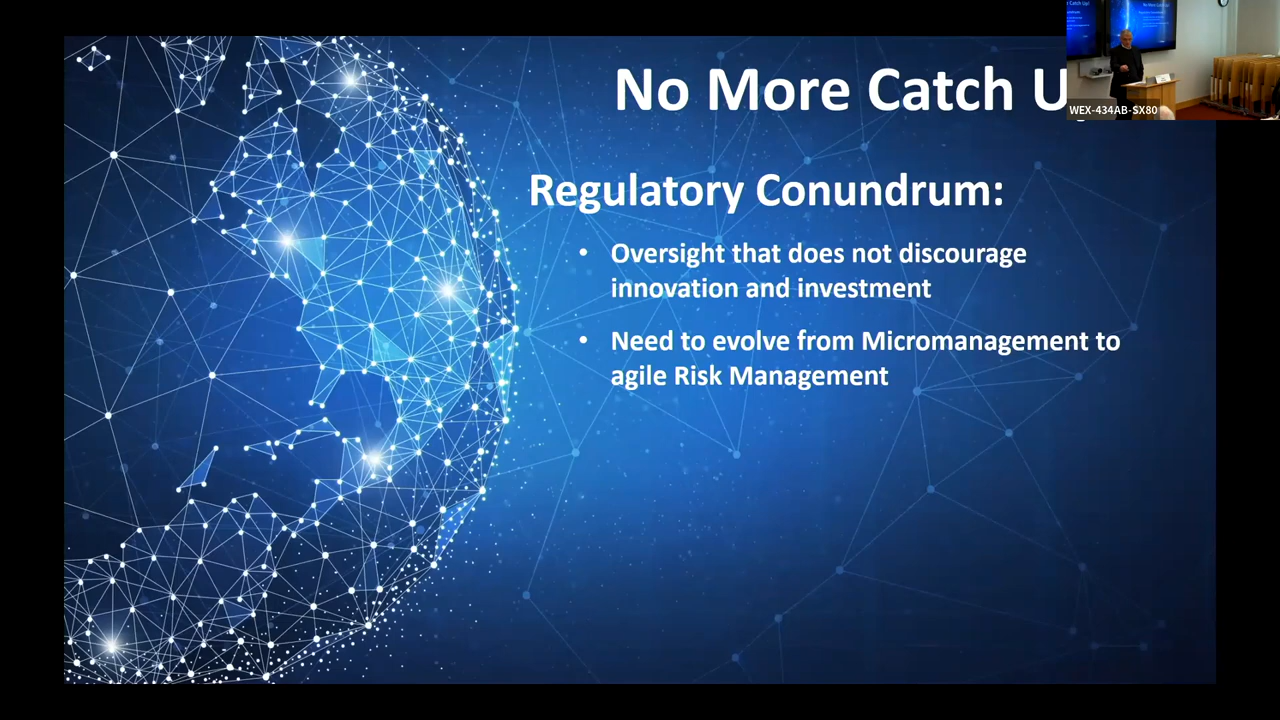 No More Catch U
WEX-434AB-SX80
Regulatory Conundrum:
• Oversight that does not discourage
innovation and investment
• Need to evolve from Micromanagement to
agile Risk Management